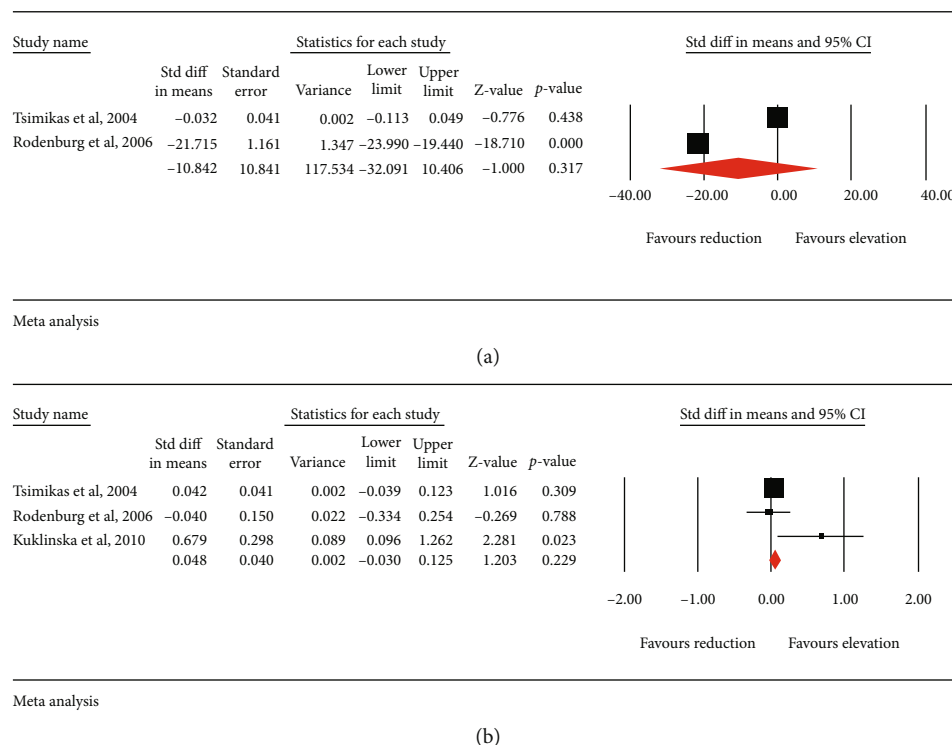 Study name Statistics for each study Std diff in means and 95% CI
Std diff in means Standard error Variance Lower limit Upper limit Z-value p-value
Tsimikas et al, 2004 −0.032 0.041 0.002 −0.113 0.049 −0.776 0.438
Rodenburg et al, 2006 −21.715 1.161 1.347 −23.990 −19.440 −18.710 0.000
−10.842 10.841 117.534 −32.091 10.406 −1.000 0.317
−40.00 −20.00 0.00 20.00 40.00
Favours reduction Favours elevation
Meta analysis
(a)
Study name Statistics for each study Std diff in means and 95% CI
Std diff in means Standard error Variance Lower limit Upper limit Z-value p-value
Tsimikas et al, 2004 0.042 0.041 0.002 −0.039 0.123 1.016 0.309
Rodenburg et al, 2006 −0.040 0.150 0.022 −0.334 0.254 −0.269 0.788
Kuklinska et al, 2010 0.679 0.298 0.089 0.096 1.262 2.281 0.023
0.048 0.040 0.002 −0.030 0.125 1.203 0.229
−2.00 −1.00 0.00 1.00 2.00
Favours reduction Favours elevation
Meta analysis
(b)